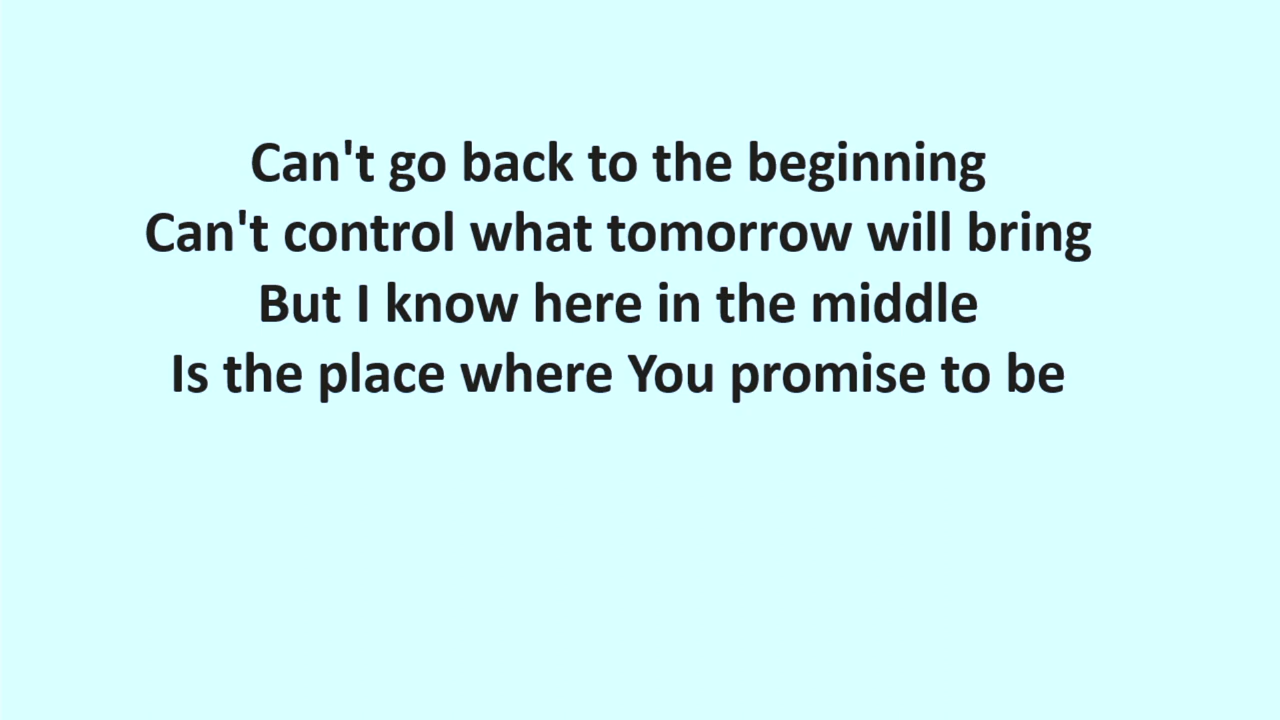 Can't go back to the beginning
Can't control what tomorrow will bring
But I know here in the middle
Is the place where You promise to be